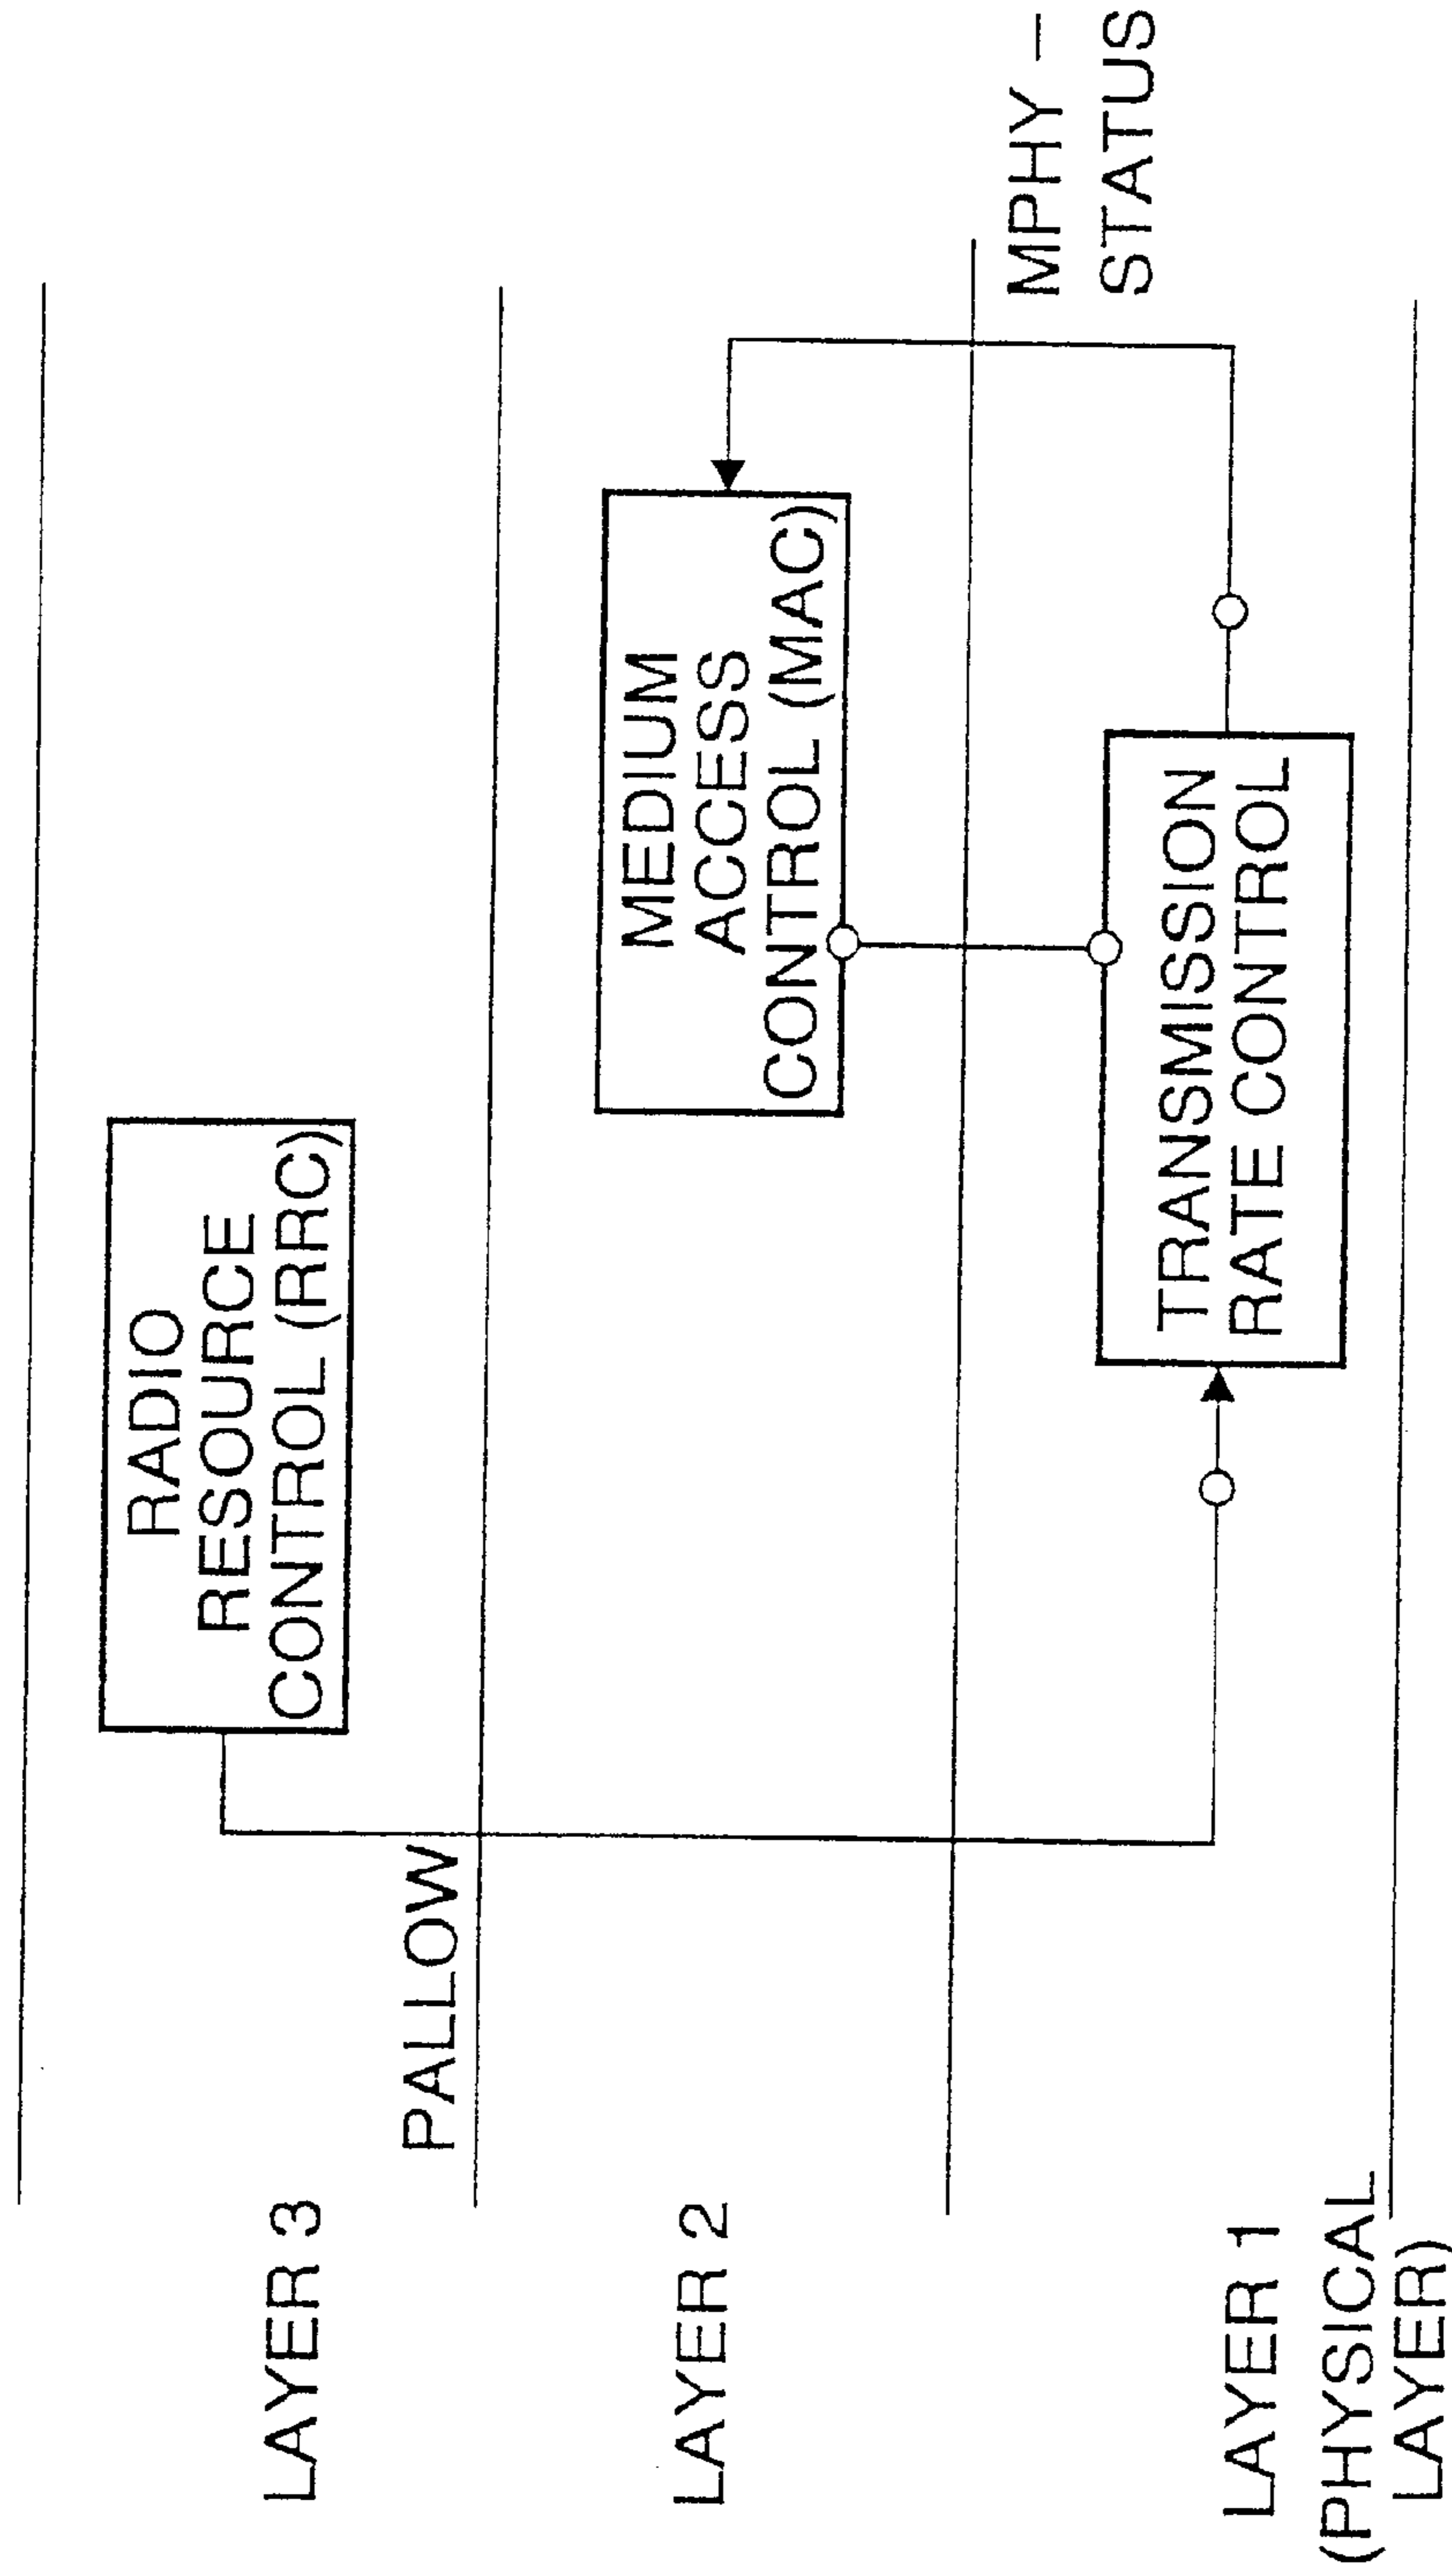 LAYER 3
RADIO
RESOURCE
CONTROL (RRC)
PALLOW
LAYER 2
MEDIUM
ACCESS
CONTROL (MAC)
MPHY –
STATUS
LAYER 1
(PHYSICAL
LAYER)
TRANSMISSION
RATE CONTROL